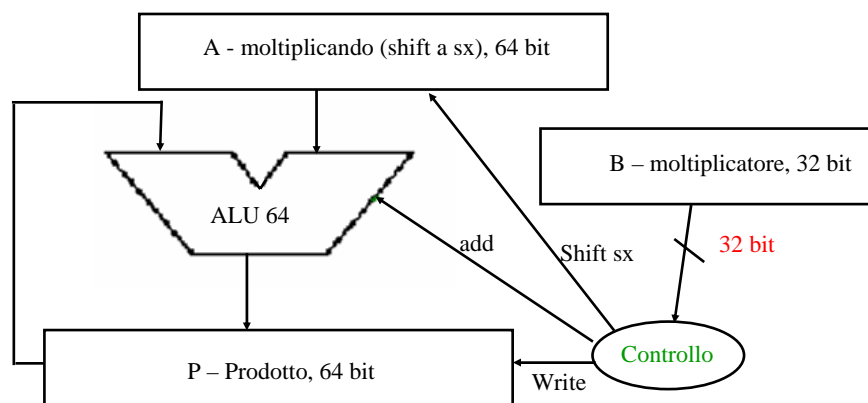 A - moltiplicando (shift a sx), 64 bit
B – moltiplicatore, 32 bit
ALU 64
add
Shift sx
32 bit
Controllo
P – Prodotto, 64 bit
Write